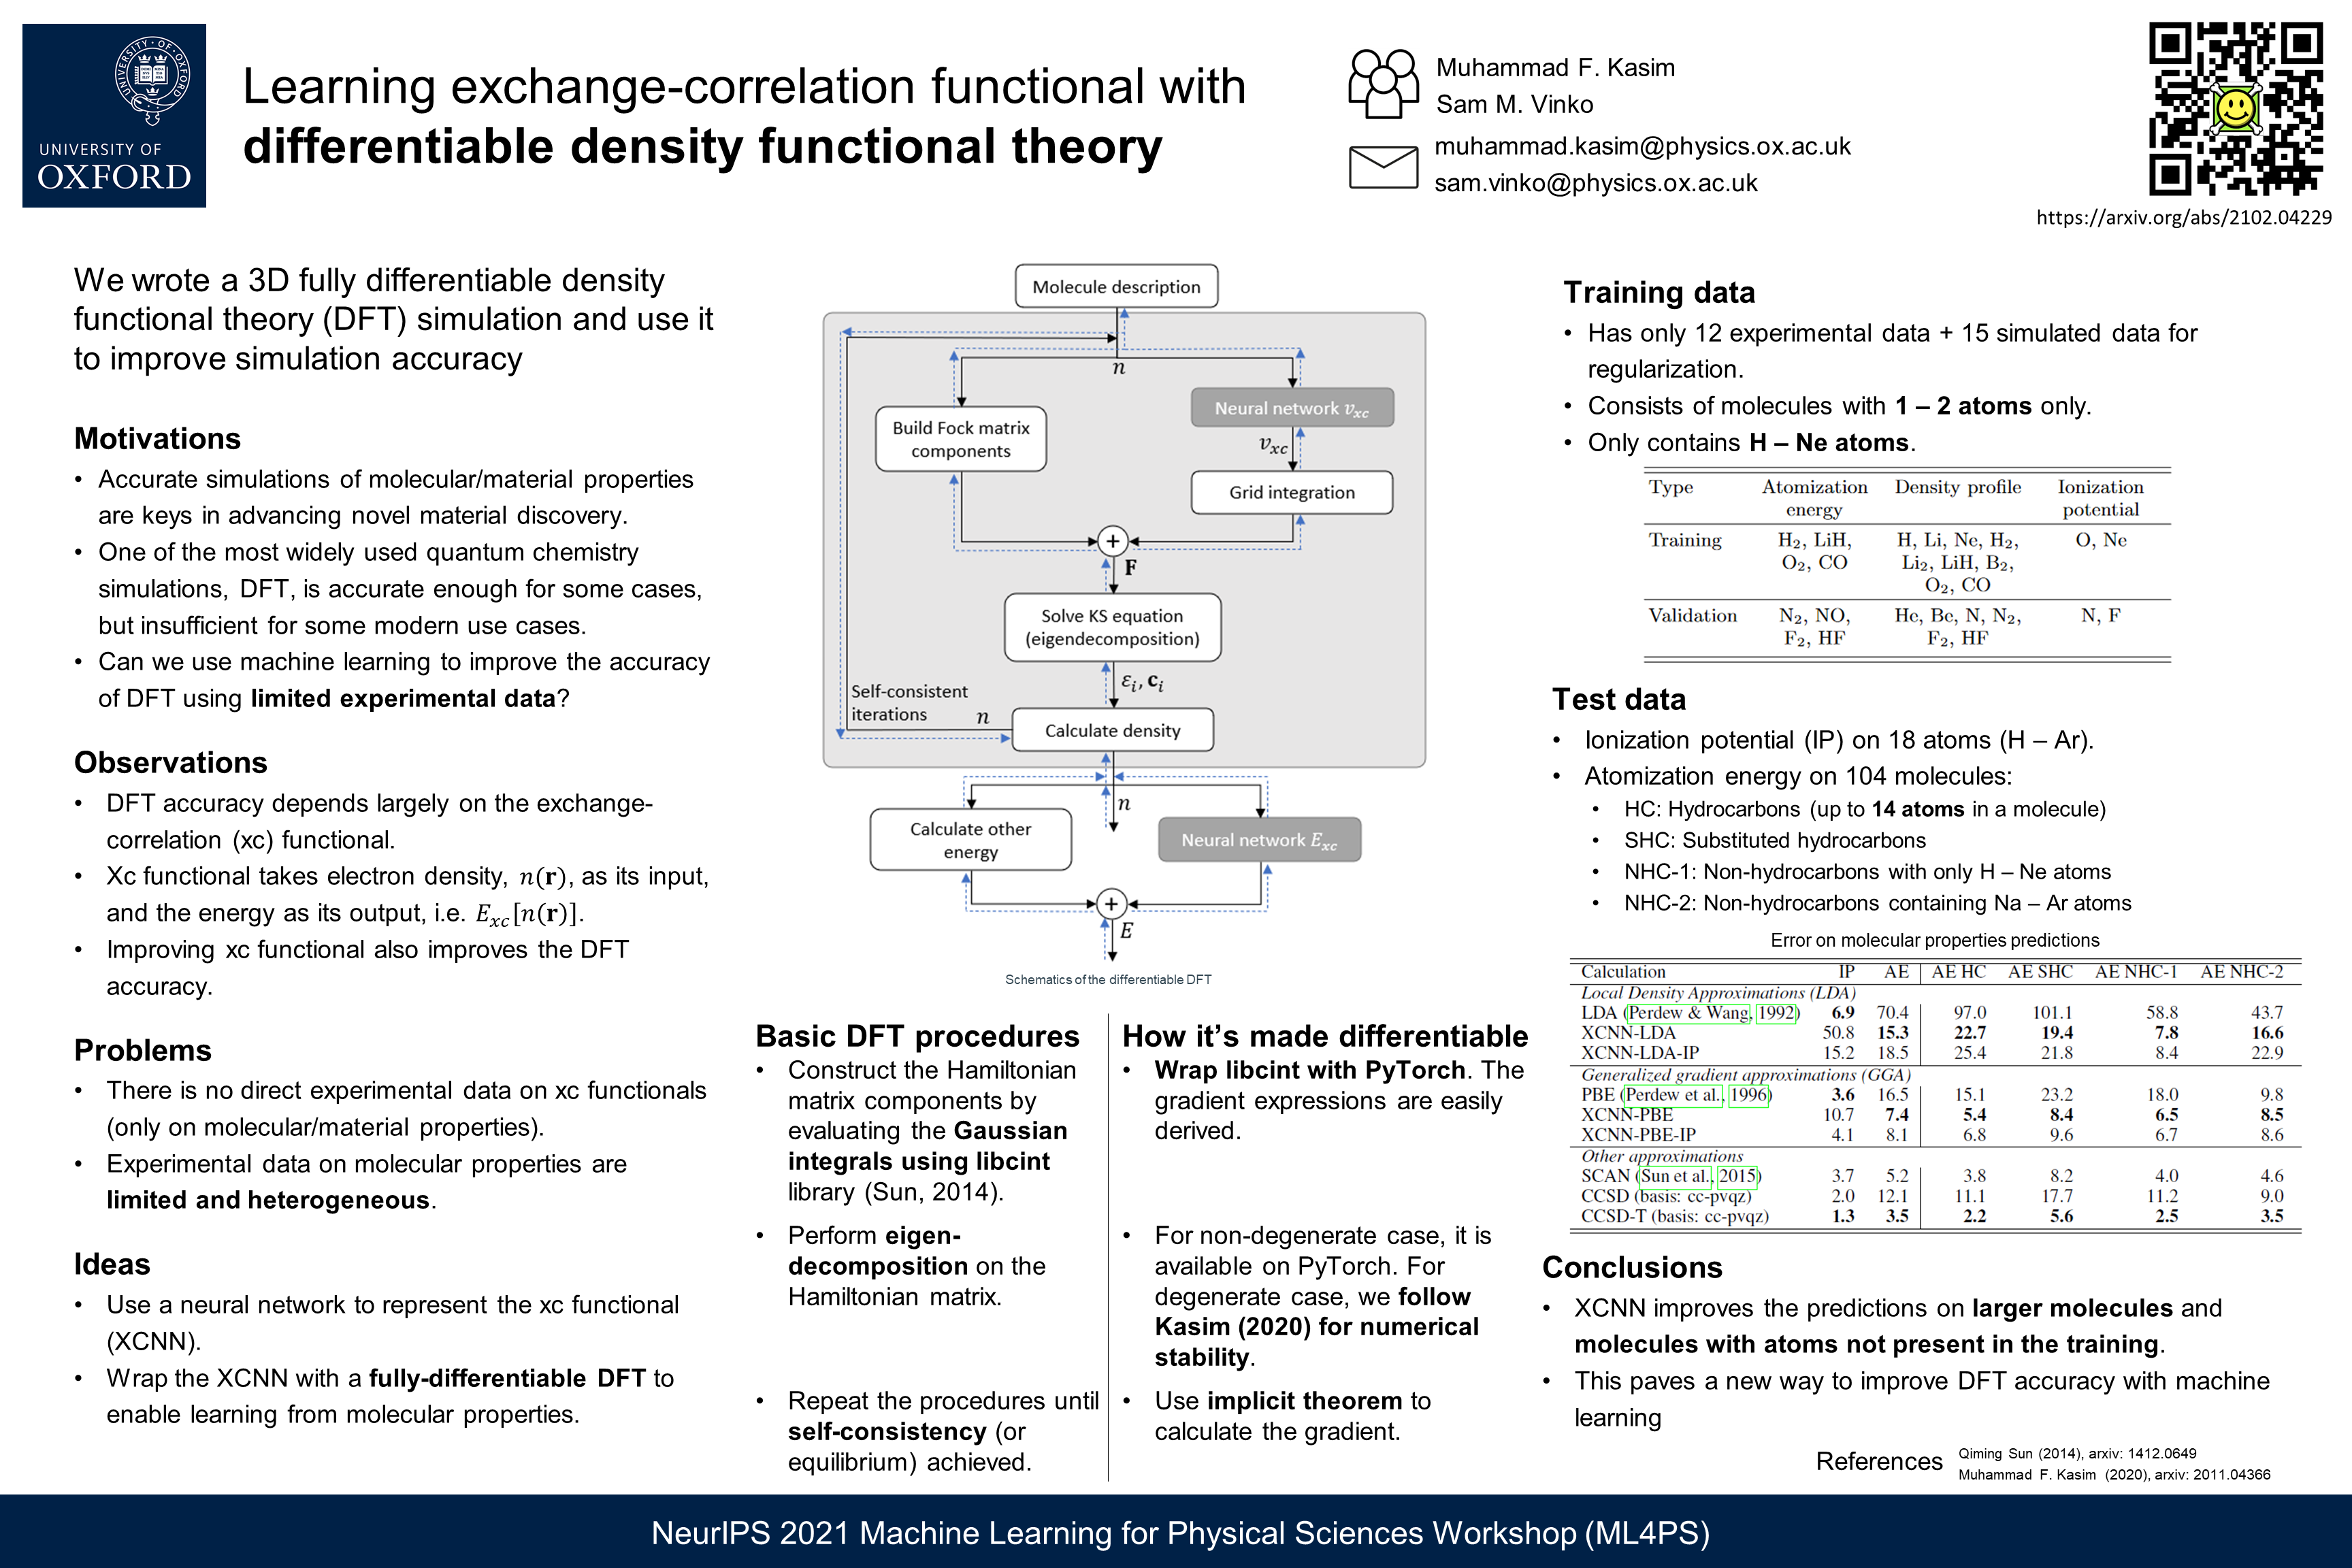 UNIVERSITY OF
OXFORD
Learning exchange-correlation functional with
differentiable density functional theory
Muhammad F. Kasim
Sam M. Vinko
muhammad.kasim@physics.ox.ac.uk
sam.vinko@physics.ox.ac.uk
https://arxiv.org/abs/2102.04229
We wrote a 3D fully differentiable density
functional theory (DFT) simulation and use it
to improve simulation accuracy
Motivations
• Accurate simulations of molecular/material properties
are keys in advancing novel material discovery.
• One of the most widely used quantum chemistry
simulations, DFT, is accurate enough for some cases,
but insufficient for some modern use cases.
• Can we use machine learning to improve the accuracy
of DFT using limited experimental data?
Observations
• DFT accuracy depends largely on the exchange-
correlation (xc) functional.
• Xc functional takes electron density, n(r), as its input,
and the energy as its output, i.e. Exc[n(r)].
• Improving xc functional also improves the DFT
accuracy.
Problems
• There is no direct experimental data on xc functionals
(only on molecular/material properties).
• Experimental data on molecular properties are
limited and heterogeneous.
Ideas
• Use a neural network to represent the xc functional
(XCNN).
• Wrap the XCNN with a fully-differentiable DFT to
enable learning from molecular properties.
Molecule description
n
Build Fock matrix
components
Neural network vxc
vxc
Grid integration
+
F
Solve KS equation
(eigendecomposition)
εi, ci
Self-consistent
iterations
n
Calculate density
n
Calculate other
energy
Neural network Exc
+
E
Schematics of the differentiable DFT
Basic DFT procedures
• Construct the Hamiltonian
matrix components by
evaluating the Gaussian
integrals using libcint
library (Sun, 2014).
• Perform eigen-
decomposition on the
Hamiltonian matrix.
• Repeat the procedures until
self-consistency (or
equilibrium) achieved.
How it's made differentiable
• Wrap libcint with PyTorch. The
gradient expressions are easily
derived.
• For non-degenerate case, it is
available on PyTorch. For
degenerate case, we follow
Kasim (2020) for numerical
stability.
• Use implicit theorem to
calculate the gradient.
Training data
• Has only 12 experimental data + 15 simulated data for
regularization.
• Consists of molecules with 1 – 2 atoms only.
• Only contains H – Ne atoms.
Type Atomization Density profile Ionization
energy potential
Training H2, LiH, H, Li, Ne, H2, O, Ne
O2, CO Li2, LiH, B2,
O2, CO
Validation N2, NO, He, Be, N, N2, N, F
F2, HF F2, HF
Test data
• Ionization potential (IP) on 18 atoms (H – Ar).
• Atomization energy on 104 molecules:
• HC: Hydrocarbons (up to 14 atoms in a molecule)
• SHC: Substituted hydrocarbons
• NHC-1: Non-hydrocarbons with only H – Ne atoms
• NHC-2: Non-hydrocarbons containing Na – Ar atoms
Error on molecular properties predictions
Calculation IP AE AE HC AE SHC AE NHC-1 AE NHC-2
Local Density Approximations (LDA)
LDA (Perdew & Wang, 1992) 6.9 70.4 97.0 101.1 58.8 43.7
XCNN-LDA 50.8 15.3 22.7 19.4 7.8 16.6
XCNN-LDA-IP 15.2 18.5 25.4 21.8 8.4 22.9
Generalized gradient approximations (GGA)
PBE (Perdew et al., 1996) 3.6 16.5 15.1 23.2 18.0 9.8
XCNN-PBE 10.7 7.4 5.4 8.4 6.5 8.5
XCNN-PBE-IP 4.1 8.1 6.8 9.6 6.7 8.6
Other approximations
SCAN (Sun et al., 2015) 3.7 5.2 3.8 8.2 4.0 4.6
CCSD (basis: cc-pvqz) 2.0 12.1 11.1 17.7 11.2 9.0
CCSD-T (basis: cc-pvqz) 1.3 3.5 2.2 5.6 2.5 3.5
Conclusions
• XCNN improves the predictions on larger molecules and
molecules with atoms not present in the training.
• This paves a new way to improve DFT accuracy with machine
learning
References
Qiming Sun (2014), arxiv: 1412.0649
Muhammad F. Kasim (2020), arxiv: 2011.04366
NeurIPS 2021 Machine Learning for Physical Sciences Workshop (ML4PS)